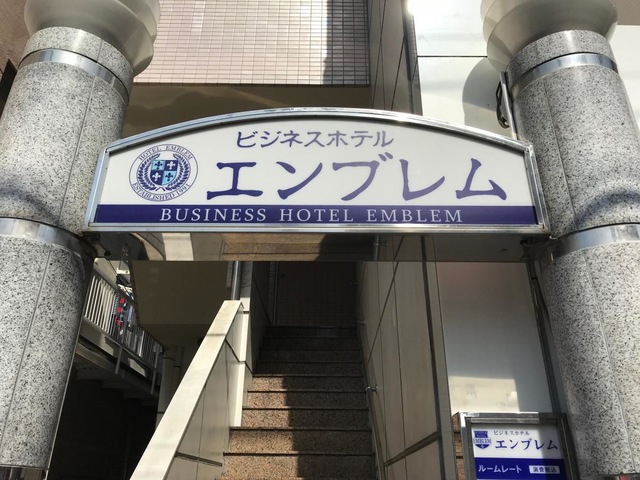 ビジネスホテル
エンブレム
HOTEL EMBLEM
BUSINESS HOTEL EMBLEM
ビジネスホテル
EMBLEM
エンブレム
ルームレート